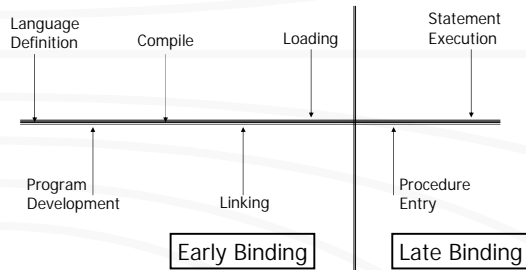 Language
Definition
Compile
Loading
Statement
Execution
Program
Development
Linking
Procedure
Entry
Early Binding
Late Binding